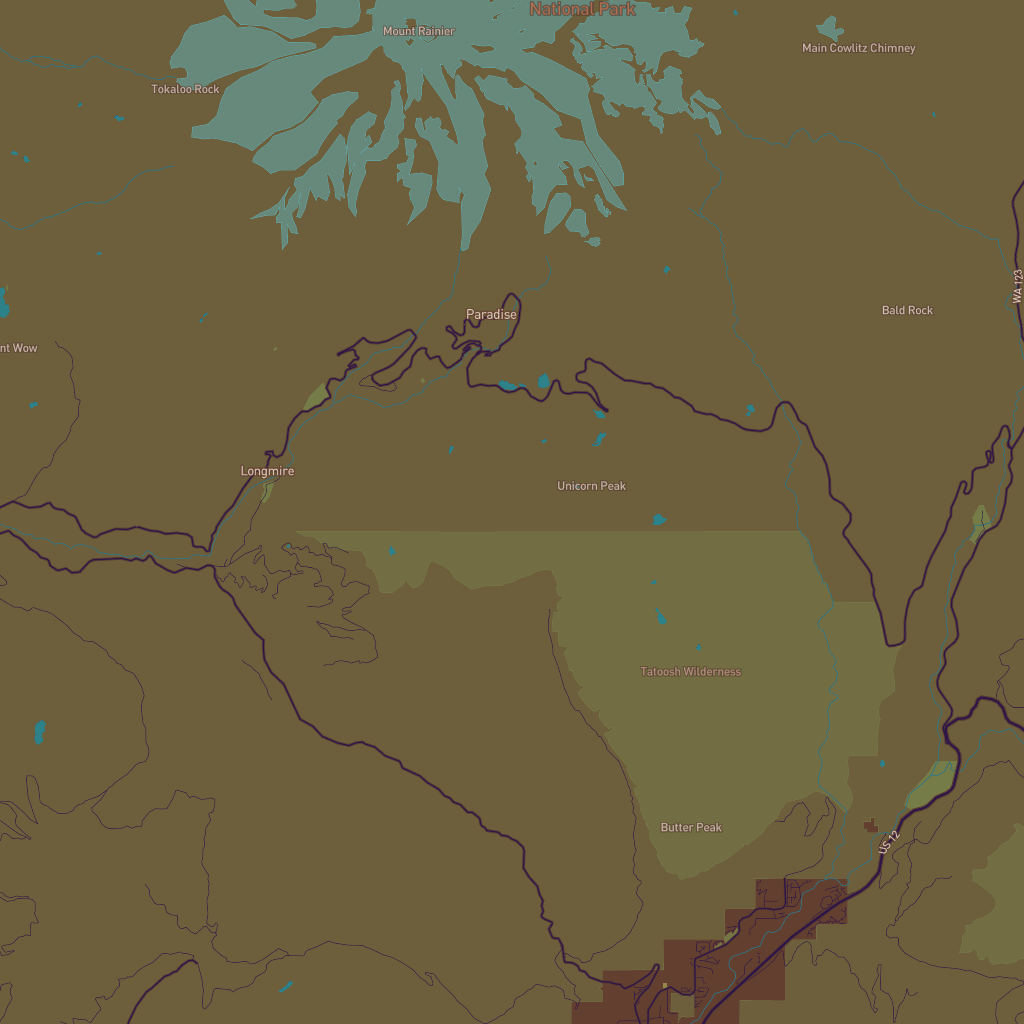 National Park
Mount Rainier
Main Cowlitz Chimney
Tokaloo Rock
WA 123
Bald Rock
Paradise
nt Wow
Longmire
Unicorn Peak
Tatoosh Wilderness
Butter Peak
US 12